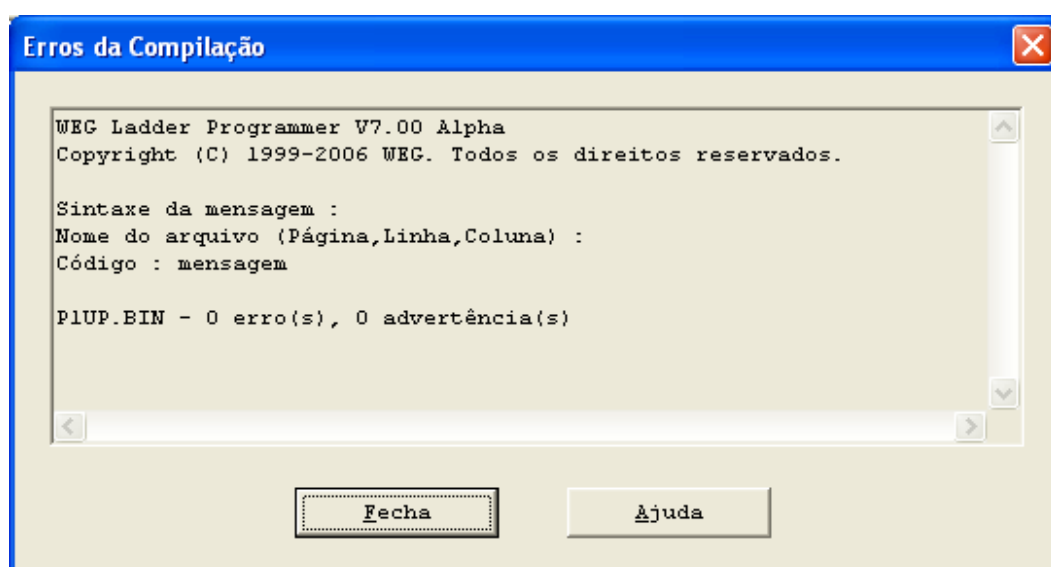 Erros da Compilação
WEG Ladder Programmer V7.00 Alpha
Copyright (C) 1999-2006 WEG. Todos os direitos reservados.
Sintaxe da mensagem :
Nome do arquivo (Página,Linha,Coluna) :
Código : mensagem
P1UP.BIN - 0 erro(s), 0 advertência(s)
Fecha
Ajuda